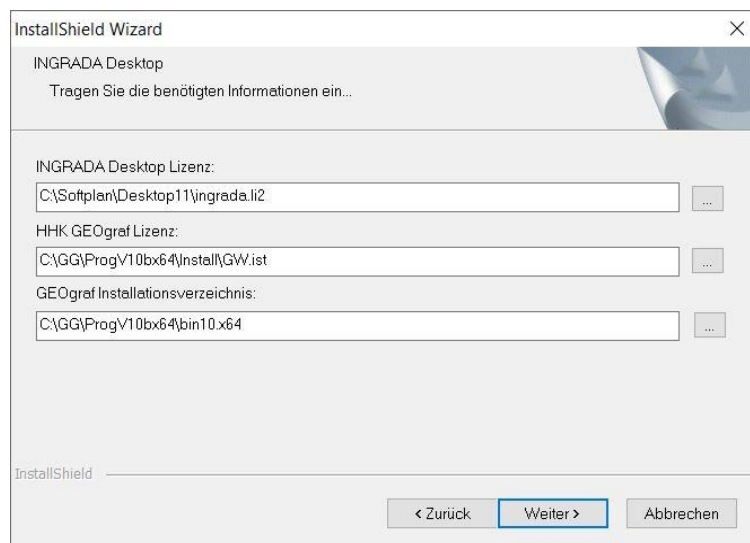 InstallShield Wizard
INGRADA Desktop
Tragen Sie die benötigten Informationen ein...
INGRADA Desktop Lizenz:
C:\Softplan\Desktop11\ingrada.li2
...
HHK GEOgraf Lizenz:
C:\GG\ProgV10bx64\Install\GW.ist
...
GEOgraf Installationsverzeichnis:
C:\GG\ProgV10bx64\bin10.x64
...
InstallShield
< Zurück
Weiter >
Abbrechen